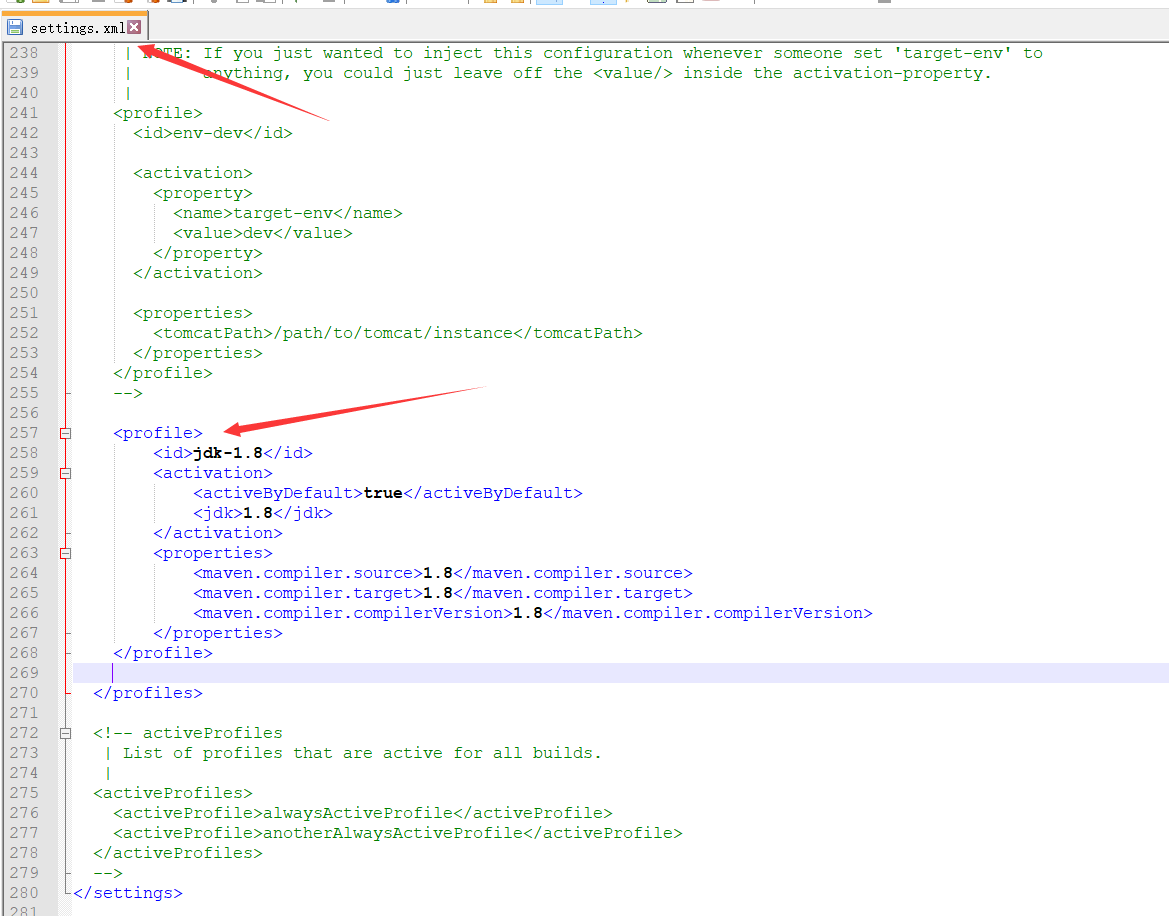 settings.xml
238 | NOTE: If you just wanted to inject this configuration whenever someone set 'target-env' to
239 | anything, you could just leave off the <value/> inside the activation-property.
240 |
241 <profile>
242 <id>env-dev</id>
243
244 <activation>
245 <property>
246 <name>target-env</name>
247 <value>dev</value>
248 </property>
249 </activation>
250
251 <properties>
252 <tomcatPath>/path/to/tomcat/instance</tomcatPath>
253 </properties>
254 </profile>
255 -->
256
257 <profile>
258 <id>jdk-1.8</id>
259 <activation>
260 <activeByDefault>true</activeByDefault>
261 <jdk>1.8</jdk>
262 </activation>
263 <properties>
264 <maven.compiler.source>1.8</maven.compiler.source>
265 <maven.compiler.target>1.8</maven.compiler.target>
266 <maven.compiler.compilerVersion>1.8</maven.compiler.compilerVersion>
267 </properties>
268 </profile>
269
270 </profiles>
271
272 <!-- activeProfiles
273 | List of profiles that are active for all builds.
274 |
275 <activeProfiles>
276 <activeProfile>alwaysActiveProfile</activeProfile>
277 <activeProfile>anotherAlwaysActiveProfile</activeProfile>
278 </activeProfiles>
279 -->
280 </settings>
281